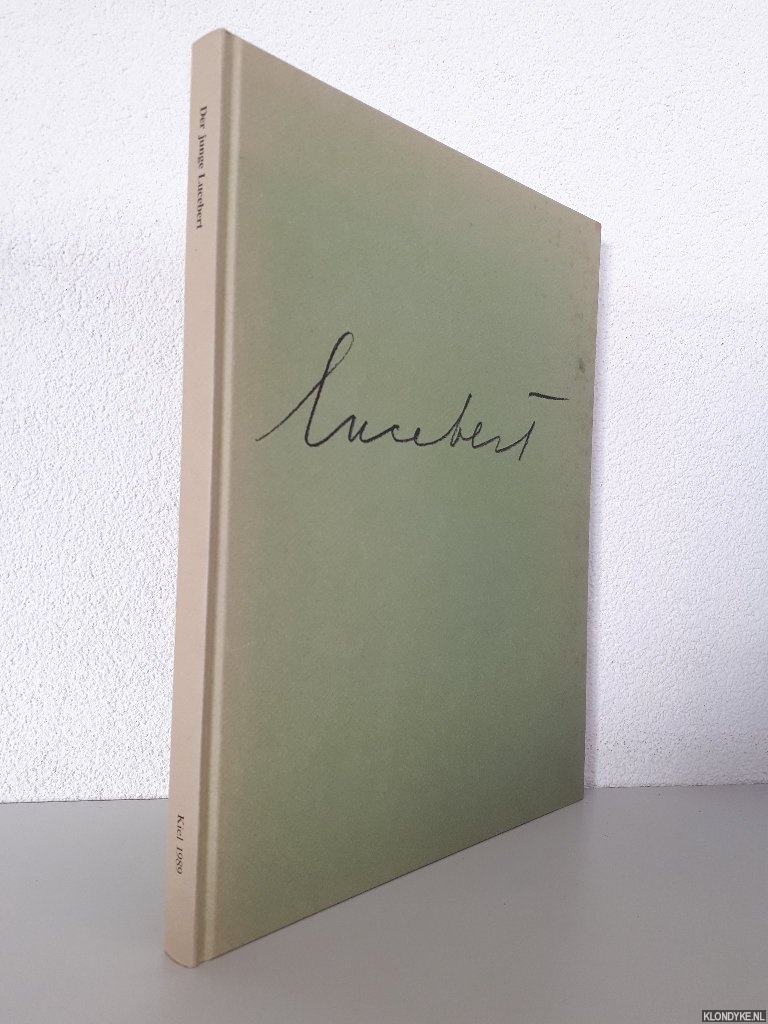 Der junge Lucebert
Lucebert
Kiel 1989
KLONDYKE.NL